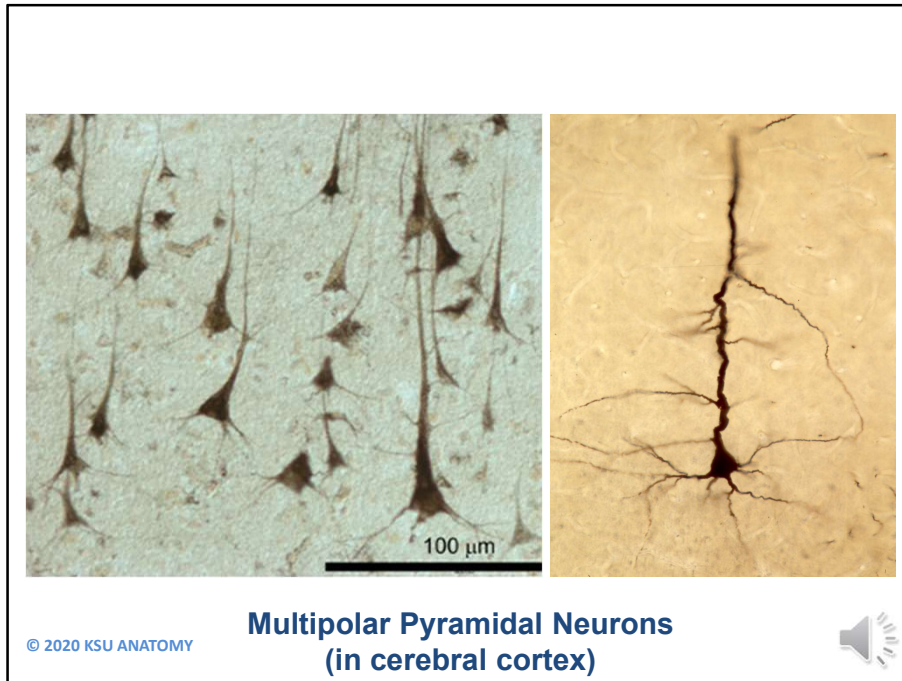 100 μm
© 2020 KSU ANATOMY
Multipolar Pyramidal Neurons
(in cerebral cortex)